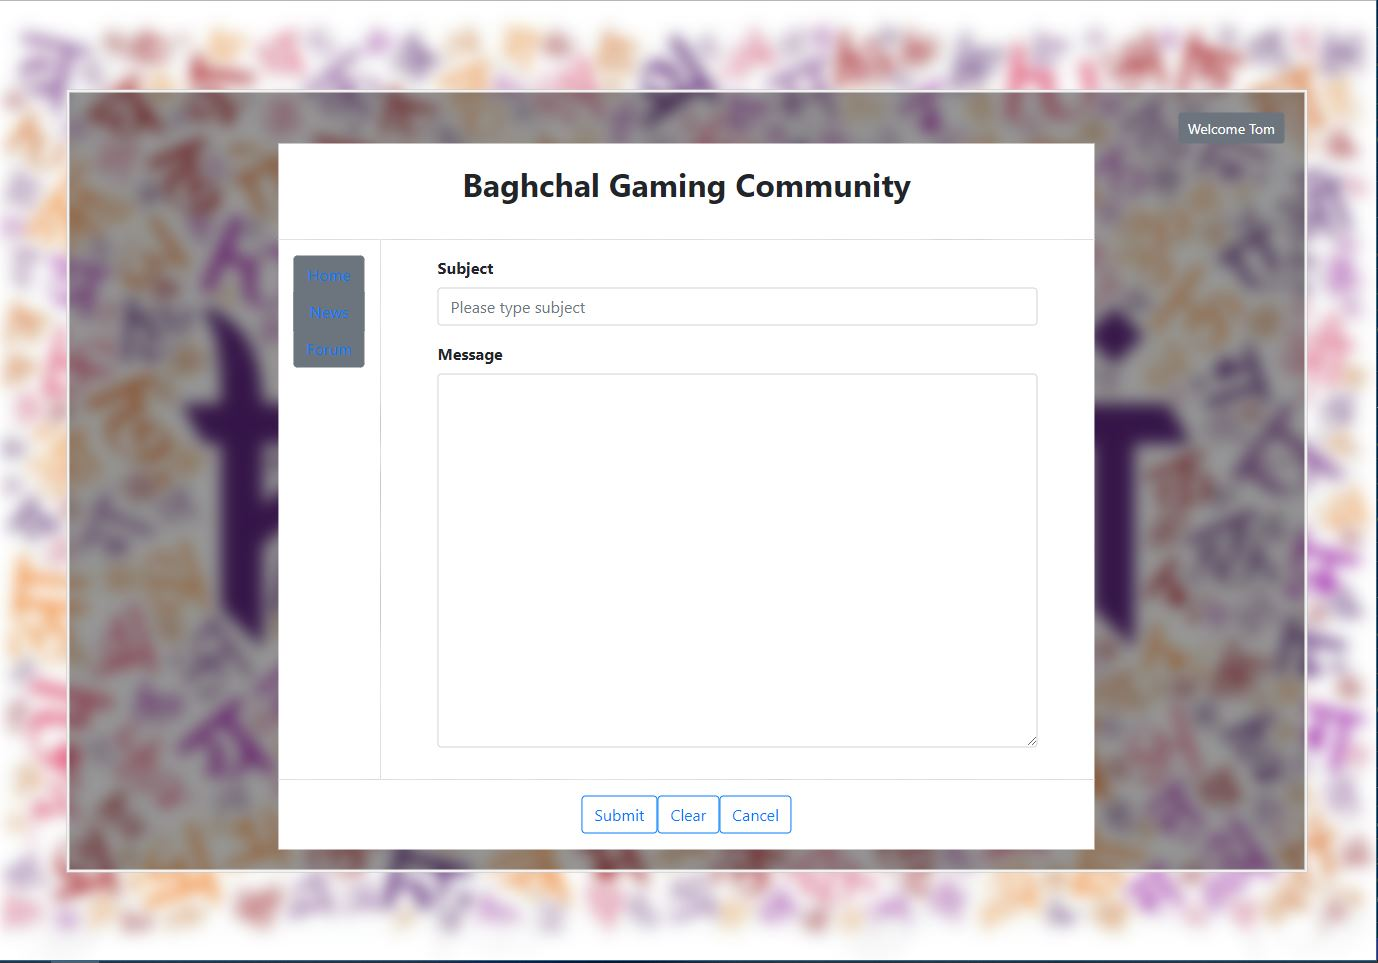 Welcome Tom
Baghchal Gaming Community
Home
News
Forum
Subject
Please type subject
Message
Submit Clear Cancel